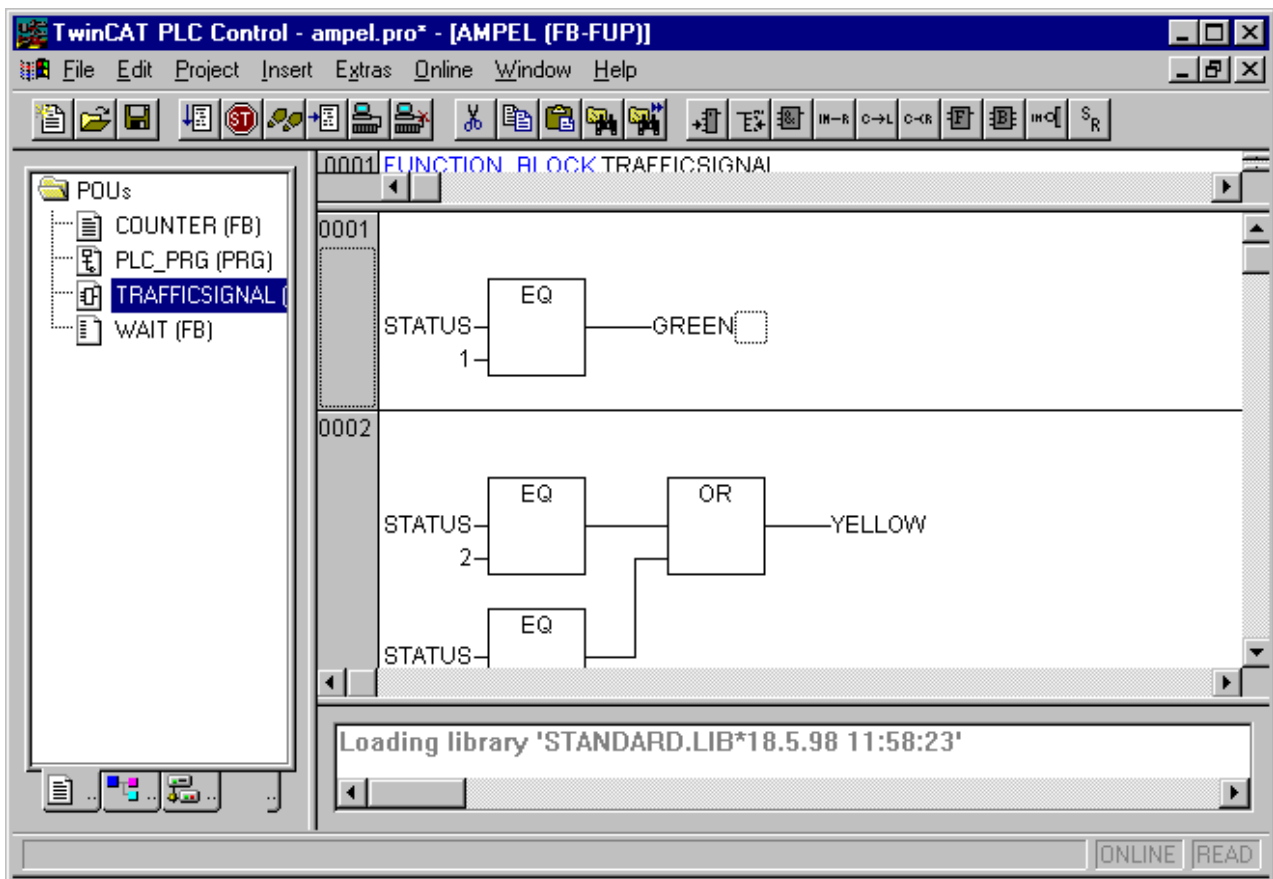 TwinCAT PLC Control - ampel.pro* - [AMPEL (FB-FUP)]
File Edit Project Insert Extras Online Window Help
ST
IN-R
C→L
C-<R
F
B
S
R
POUs
COUNTER (FB)
PLC_PRG (PRG)
TRAFFICSIGNAL (
WAIT (FB)
0001 FUNCTION_BLOCK TRAFFICSIGNAL
0001
EQ
STATUS
GREEN
1
0002
EQ
OR
STATUS
YELLOW
2
EQ
STATUS
Loading library 'STANDARD.LIB*18.5.98 11:58:23'
.. .. .. ..
ONLINE READ